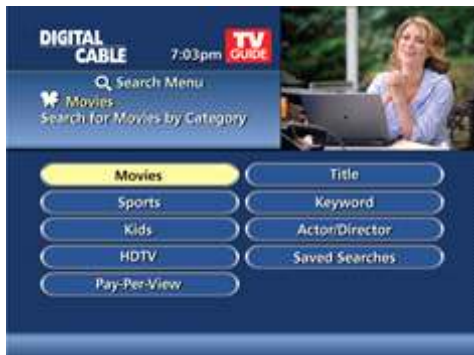 DIGITAL
CABLE
7:03pm
TV
GUIDE
Search Menu
Movies
Search for Movies by Category
Movies
Sports
Kids
HDTV
Pay-Per-View
Title
Keyword
Actor/Director
Saved Searches